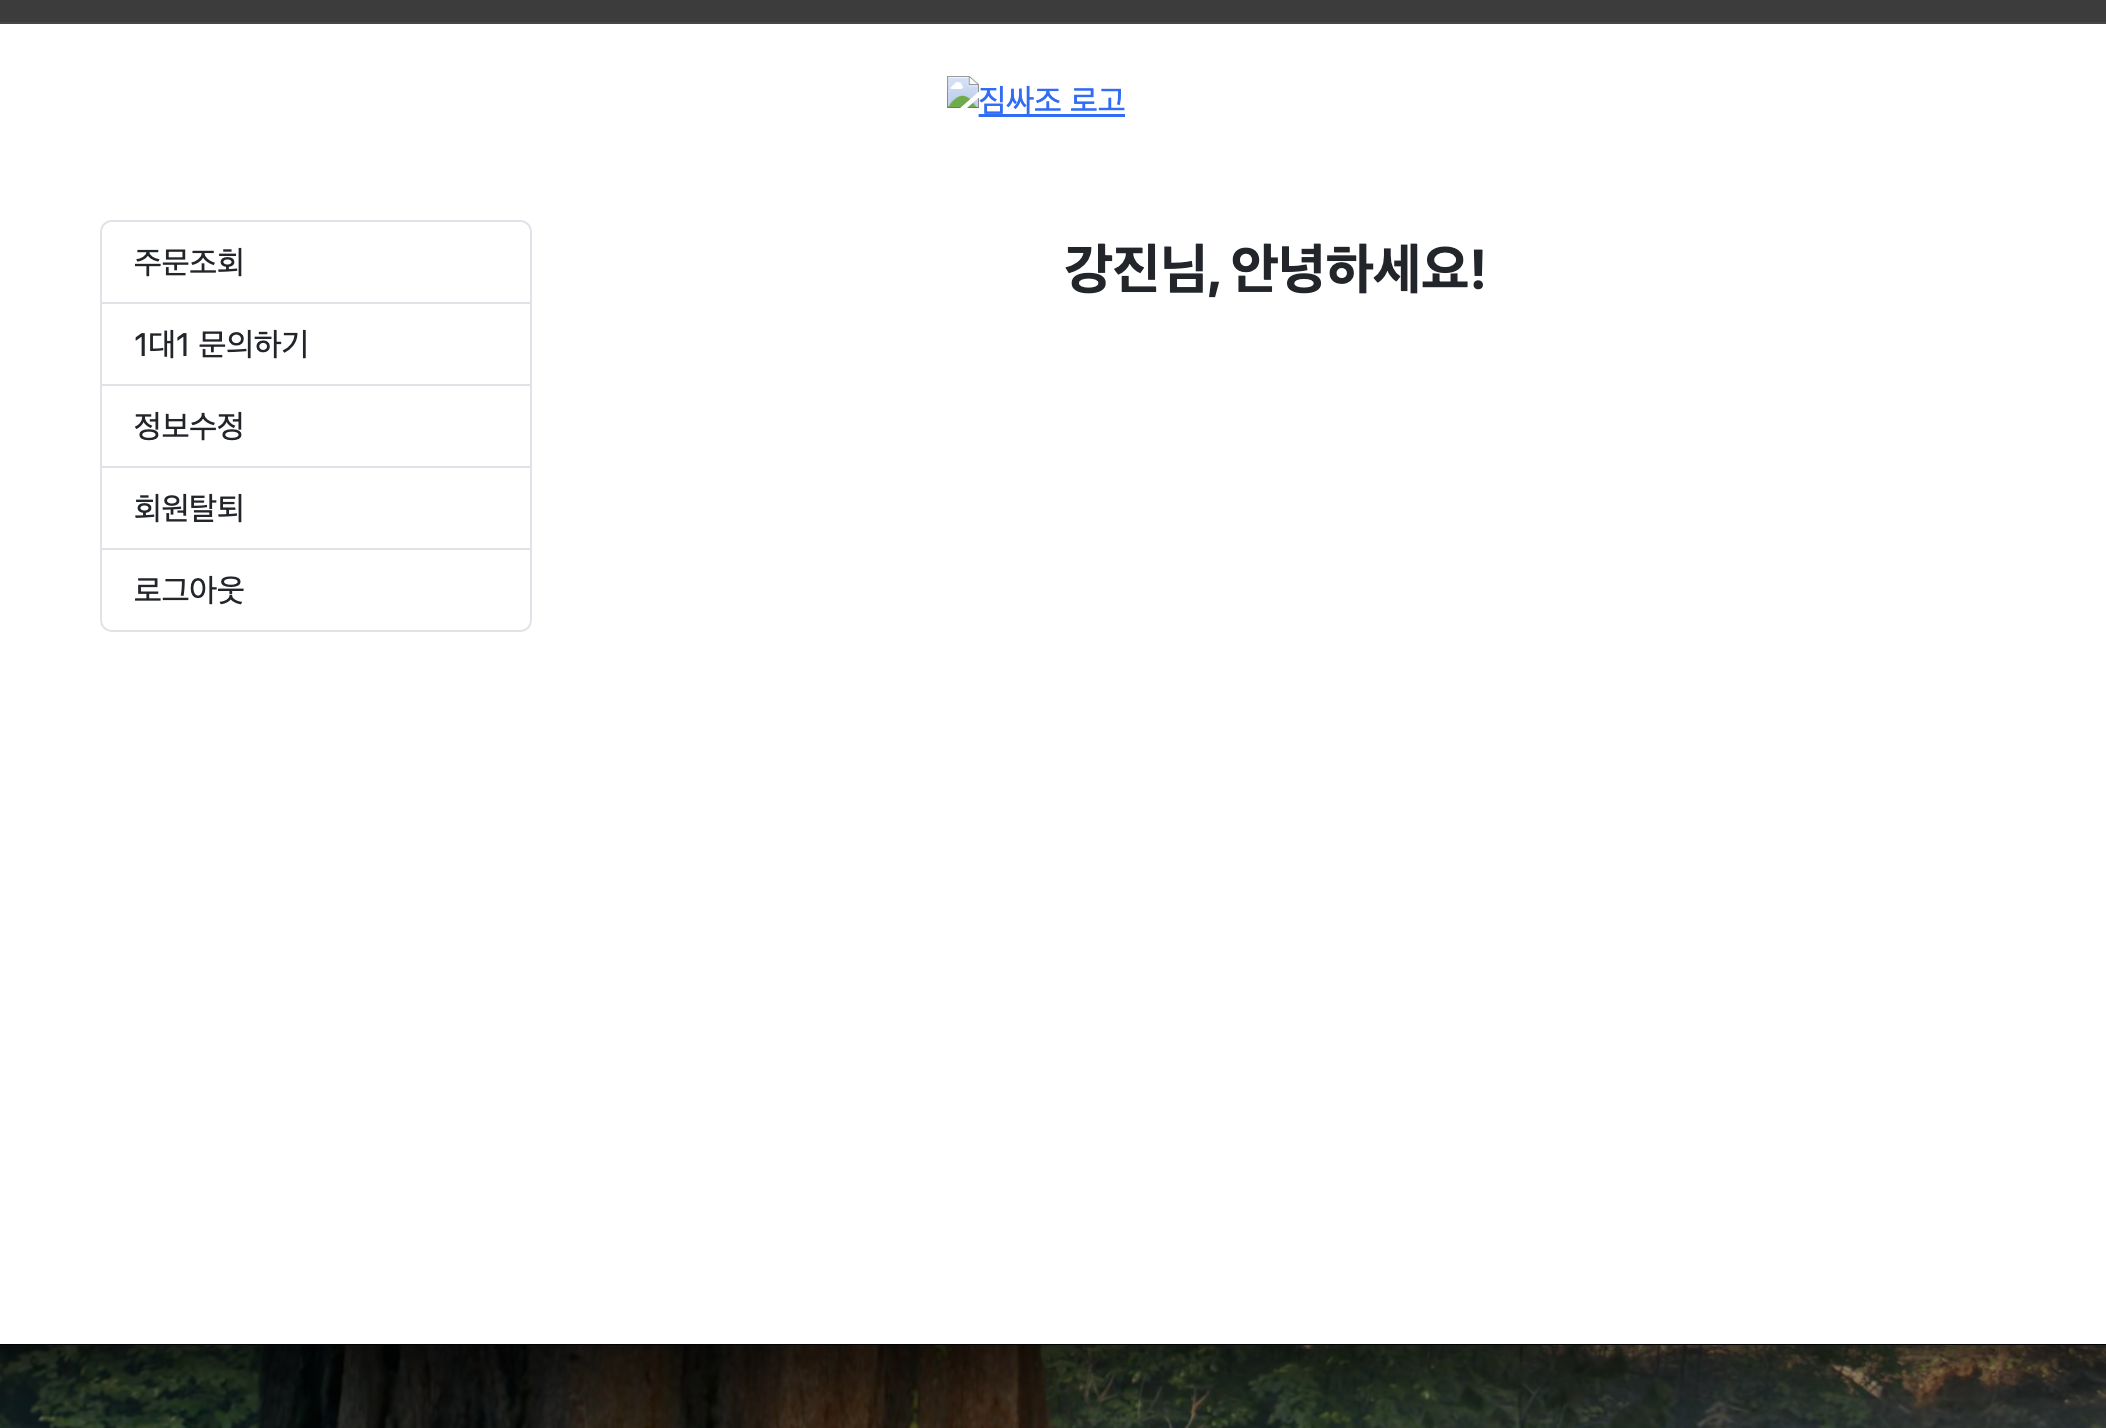 짐싸조 로고
주문조회
1대1 문의하기
정보수정
회원탈퇴
로그아웃
강진님, 안녕하세요!